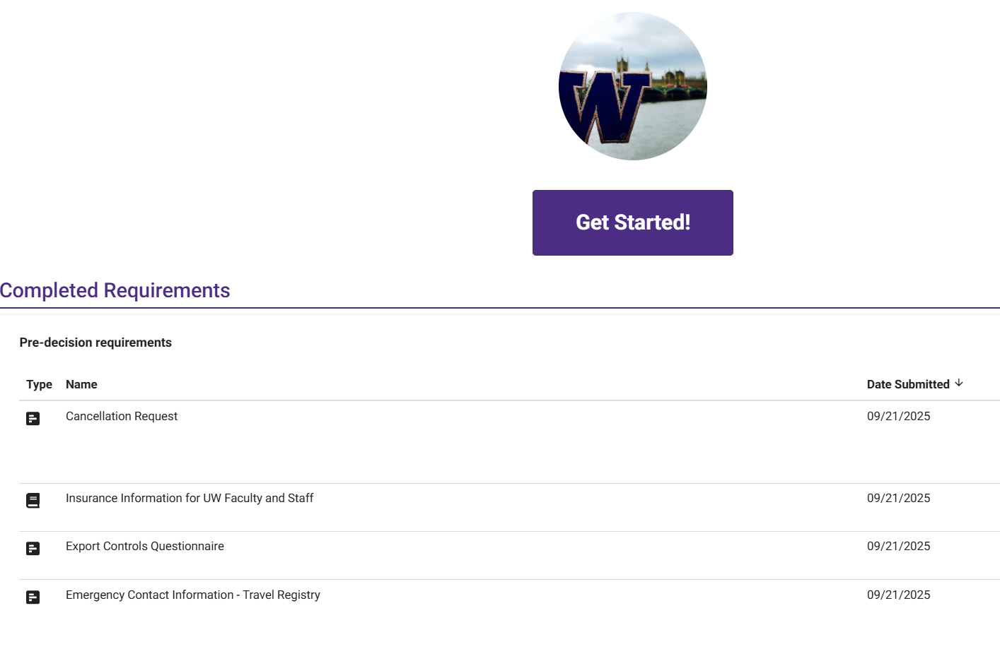 W
Get Started!
Completed Requirements
Pre-decision requirements
Type Name Date Submitted
Cancellation Request 09/21/2025
Insurance Information for UW Faculty and Staff 09/21/2025
Export Controls Questionnaire 09/21/2025
Emergency Contact Information - Travel Registry 09/21/2025